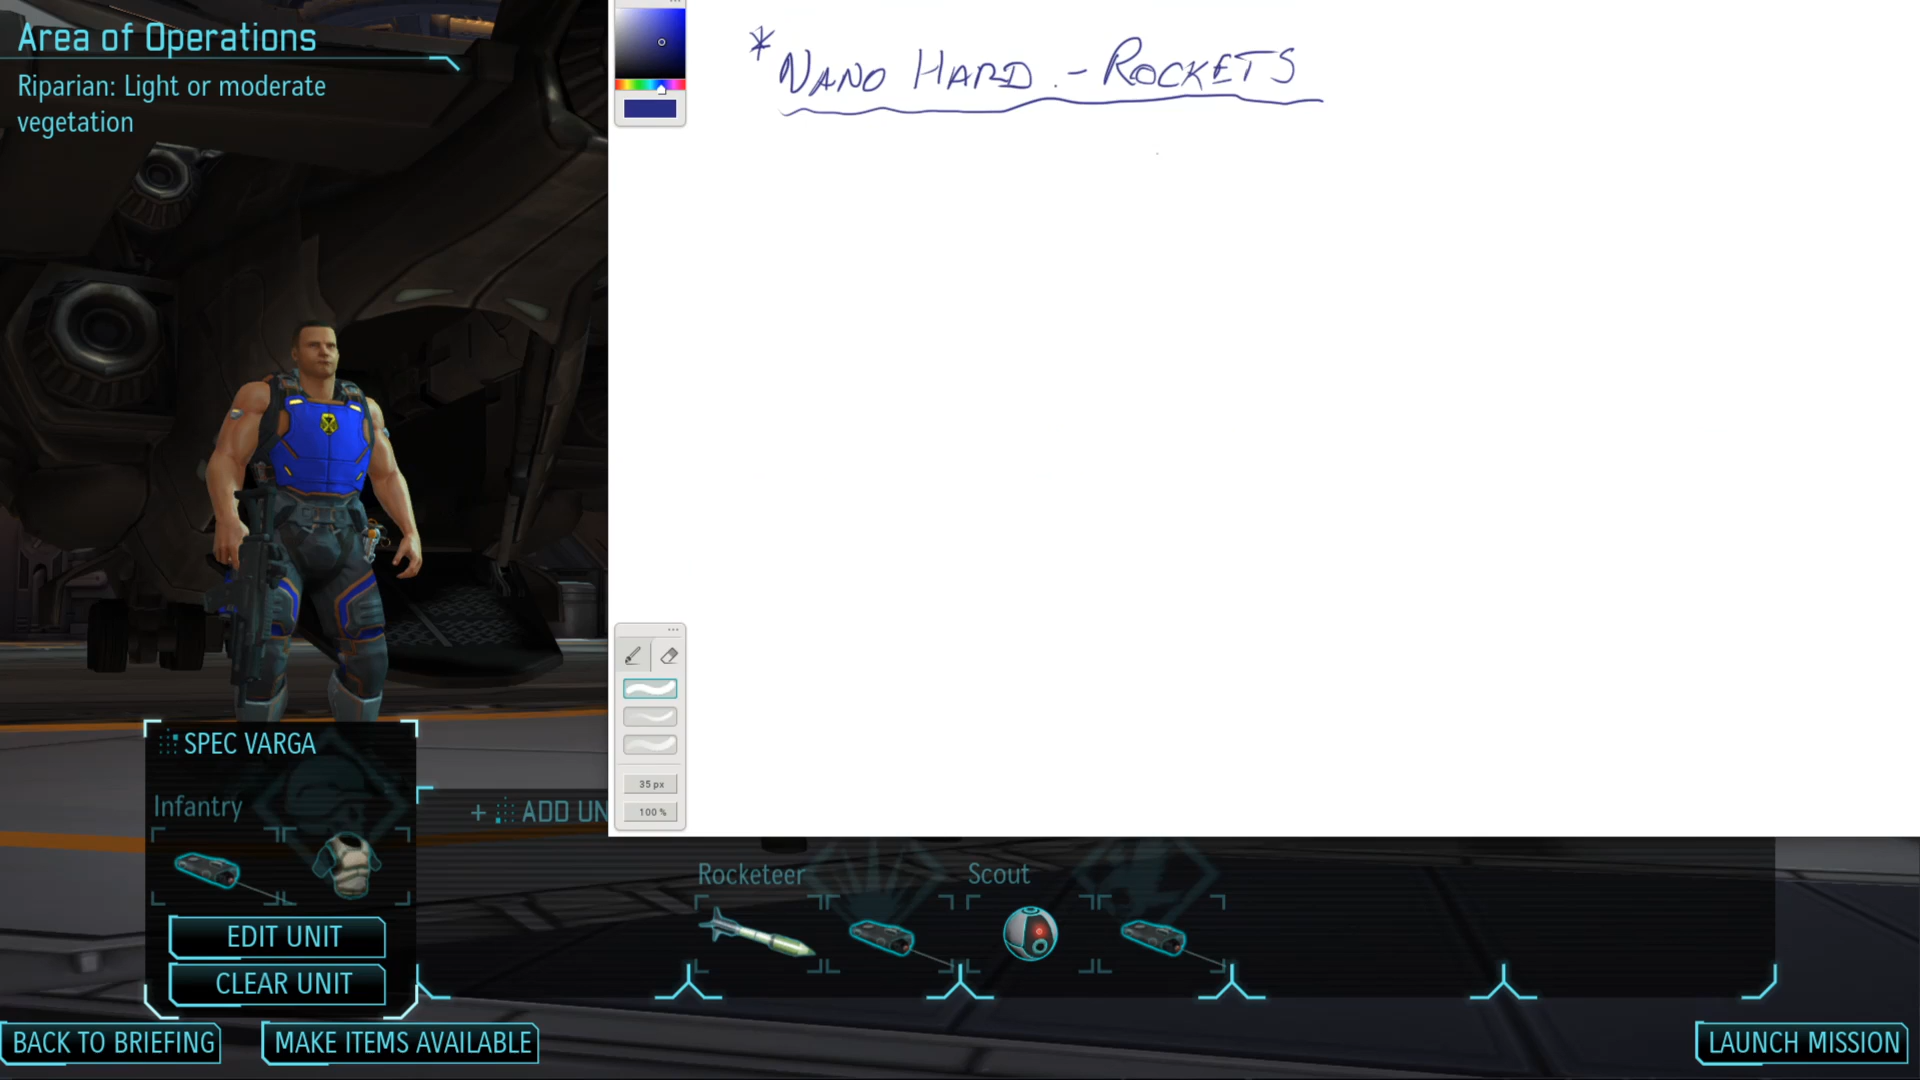 Area of Operations
Riparian: Light or moderate
vegetation
* NANO HARD. - ROCKETS
35 px
100 %
SPEC VARGA
Infantry
+ ADD UN
EDIT UNIT
CLEAR UNIT
Rocketeer
Scout
BACK TO BRIEFING
MAKE ITEMS AVAILABLE
LAUNCH MISSION